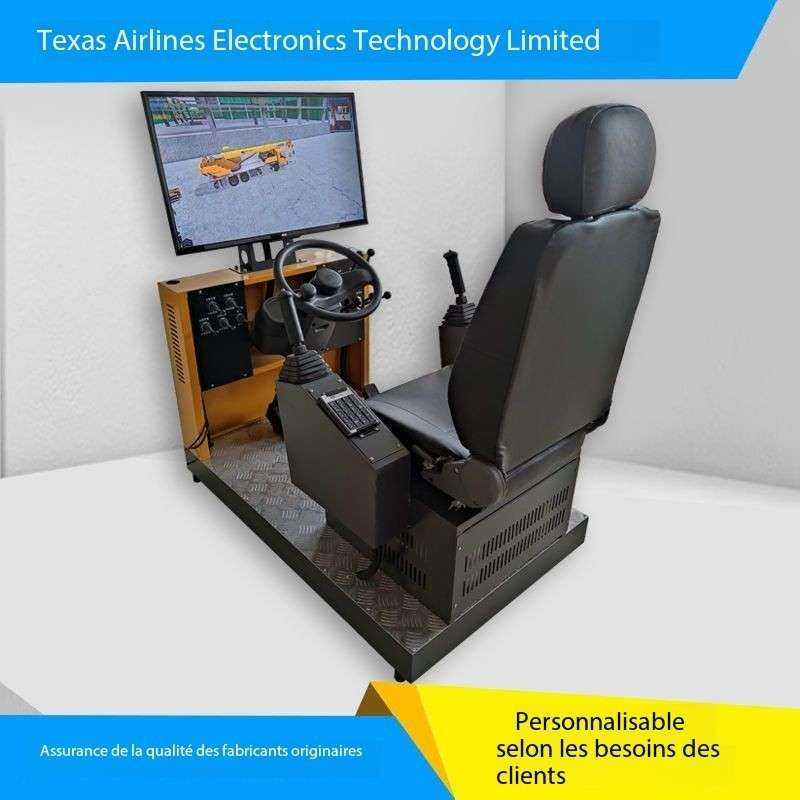 Texas Airlines Electronics Technology Limited
Assurance de la qualité des fabricants originaires
Personnalisable
selon les besoins des
clients